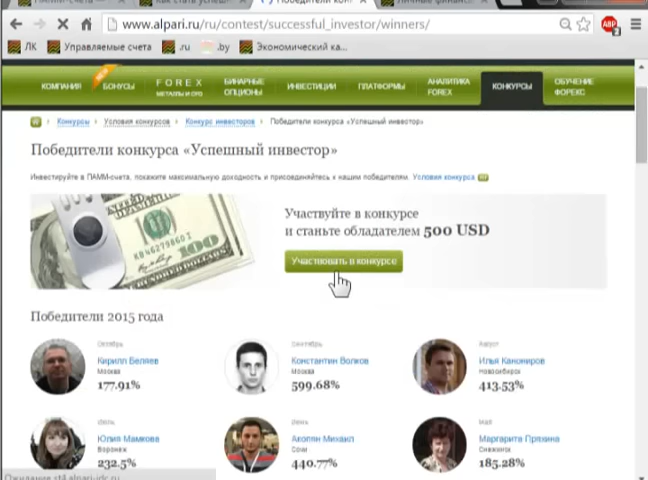 www.alpari.ru/ru/contest/successful_investor/winners/
ABP
2
ЛК
Управляемые счета
.ru
.by
Экономический ка...
КОМПАНИЯ
БОНУСЫ
FOREX
БИНАРНЫЕ
ОПЦИОНЫ
ИНВЕСТИЦИИ
ПЛАТФОРМЫ
АНАЛИТИКА
FOREX
КОНКУРСЫ
ОБУЧЕНИЕ
ФОРЕКС
Конкурсы
Условия конкурсов
Конкурс инвесторов
Победители конкурса «Успешный инвестор»
Победители конкурса «Успешный инвестор»
Инвестируйте в ПАММ-счета, покажите максимальную доходность и присоединяйтесь к нашим победителям. Условия конкурса
Участвуйте в конкурсе
и станьте обладателем 500 USD
Участвовать в конкурсе
Победители 2015 года
Октябрь
Кирилл Беляев
Москва
177.91%
Сентябрь
Константин Волков
Москва
599.68%
Август
Илья Канониров
Новосибирск
413.53%
Июль
Юлия Мамкова
Воронеж
232.5%
Июнь
Акопян Михаил
Сочи
440.77%
Май
Маргарита Пряхина
Снежинск
185.28%